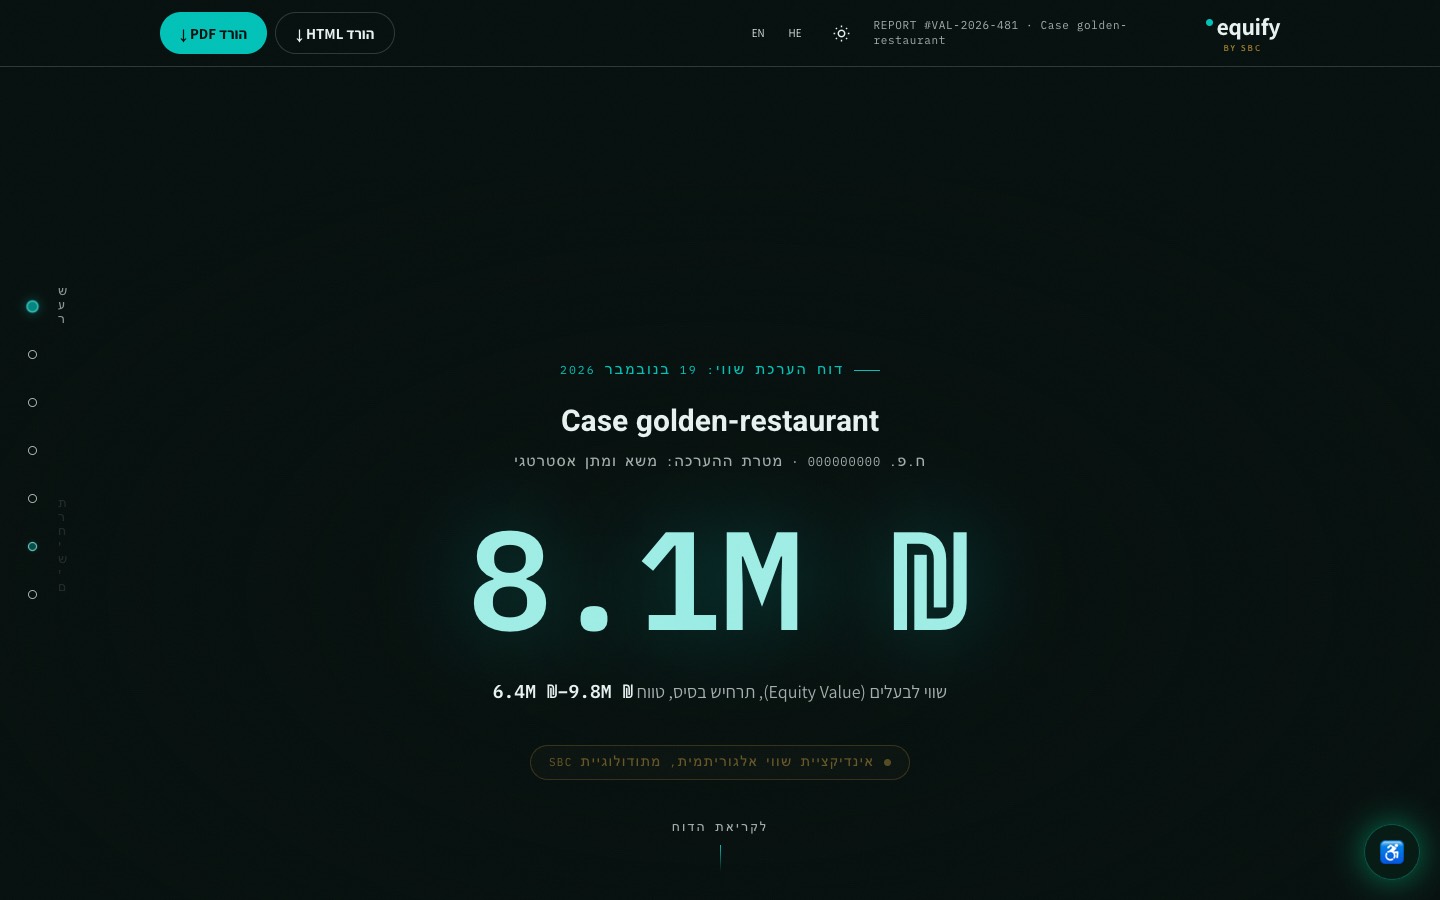 equify
BY SBC
REPORT #VAL-2026-481 · Case golden-
restaurant
HE
EN
הורד HTML ↓
הורד PDF ↓
שער
תרחישים
דוח הערכת שווי: 19 בנובמבר 2026
Case golden-restaurant
ח.פ. 000000000 · מטרת ההערכה: משא ומתן אסטרטגי
8.1M ₪
שווי לבעלים (Equity Value), תרחיש בסיס, טווח 6.4M ₪–9.8M ₪
אינדיקציית שווי אלגוריתמית, מתודולוגיית SBC
לקריאת הדוח